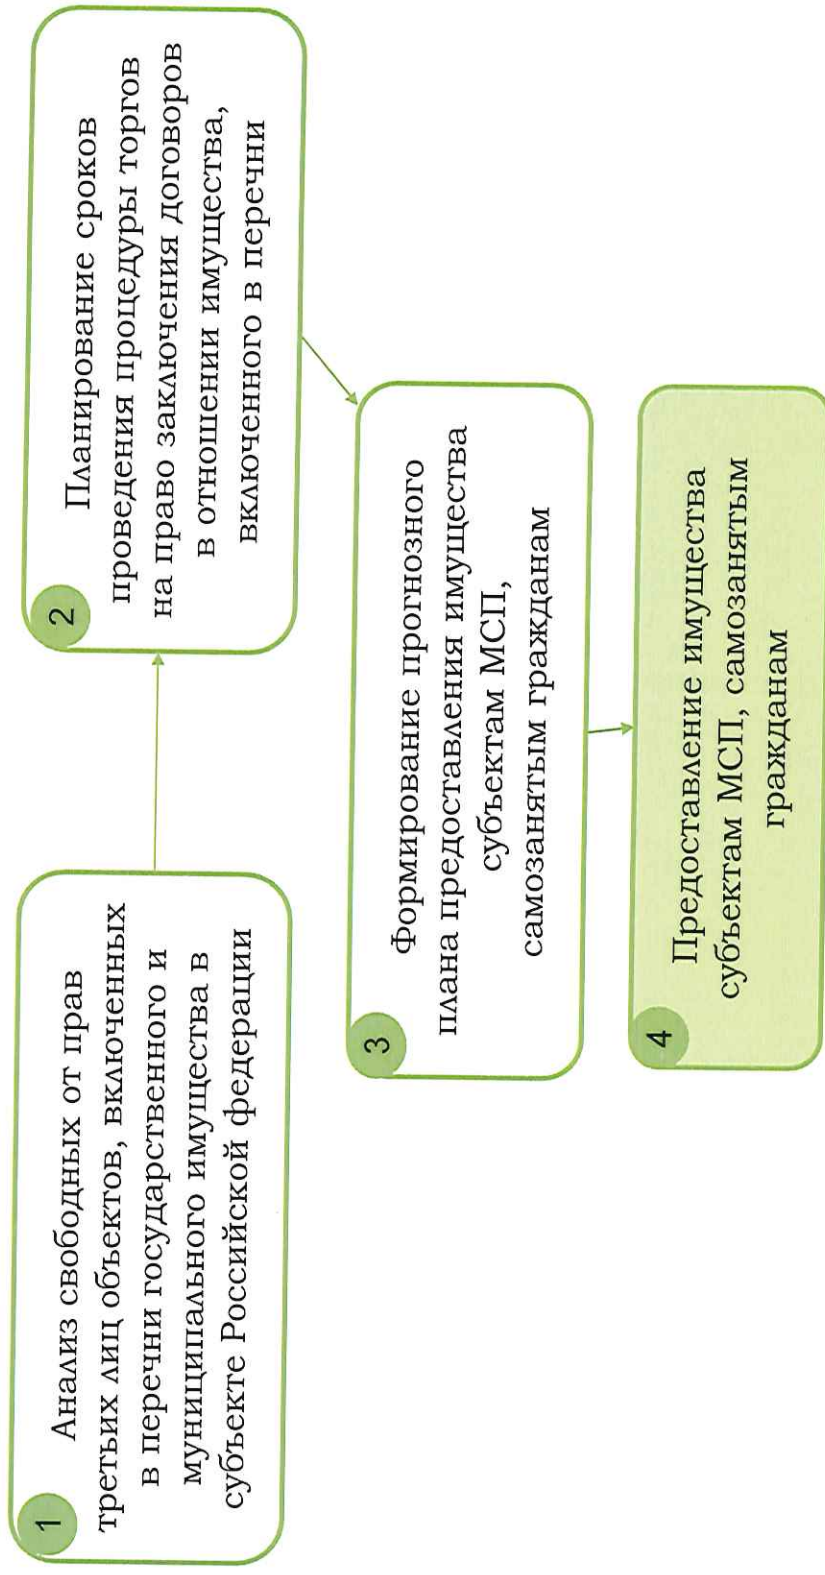 1
Анализ свободных от прав
третьих лиц объектов, включенных
в перечни государственного и
муниципального имущества в
субъекте Российской федерации
2
Планирование сроков
проведения процедуры торгов
на право заключения договоров
в отношении имущества,
включенного в перечни
3
Формирование прогнозного
плана предоставления имущества
субъектам МСП,
самозанятым гражданам
4
Предоставление имущества
субъектам МСП, самозанятым
гражданам